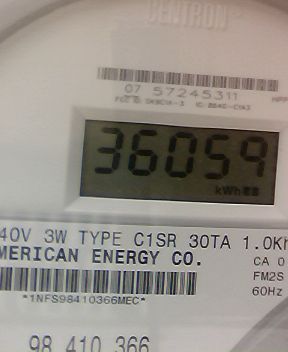 CENTRON
07 57245311
36059
kWh
40V 3W TYPE C1SR 30TA 1.0Kh
MERICAN ENERGY CO.
CA 0
FM2S
60Hz
*1NFS98410366MEC*
98 410 366